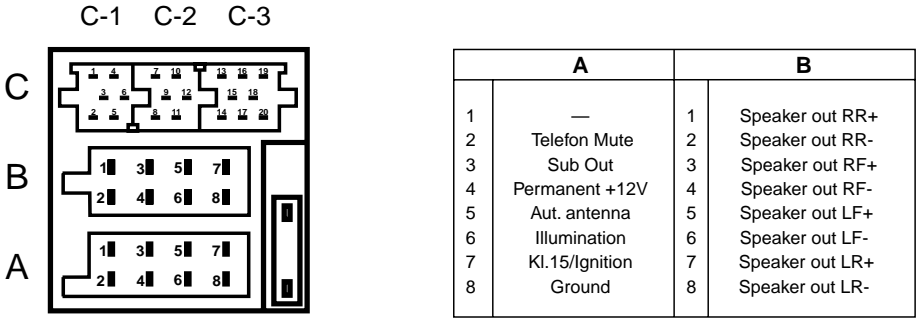 C-1 C-2 C-3
C
1 4 7 10 13 16 19
3 6 9 12 15 18
2 5 8 11 14 17 20
B
1 3 5 7
2 4 6 8
A
1 3 5 7
2 4 6 8
A B
1 — 1 Speaker out RR+
2 Telefon Mute 2 Speaker out RR-
3 Sub Out 3 Speaker out RF+
4 Permanent +12V 4 Speaker out RF-
5 Aut. antenna 5 Speaker out LF+
6 Illumination 6 Speaker out LF-
7 Kl.15/Ignition 7 Speaker out LR+
8 Ground 8 Speaker out LR-